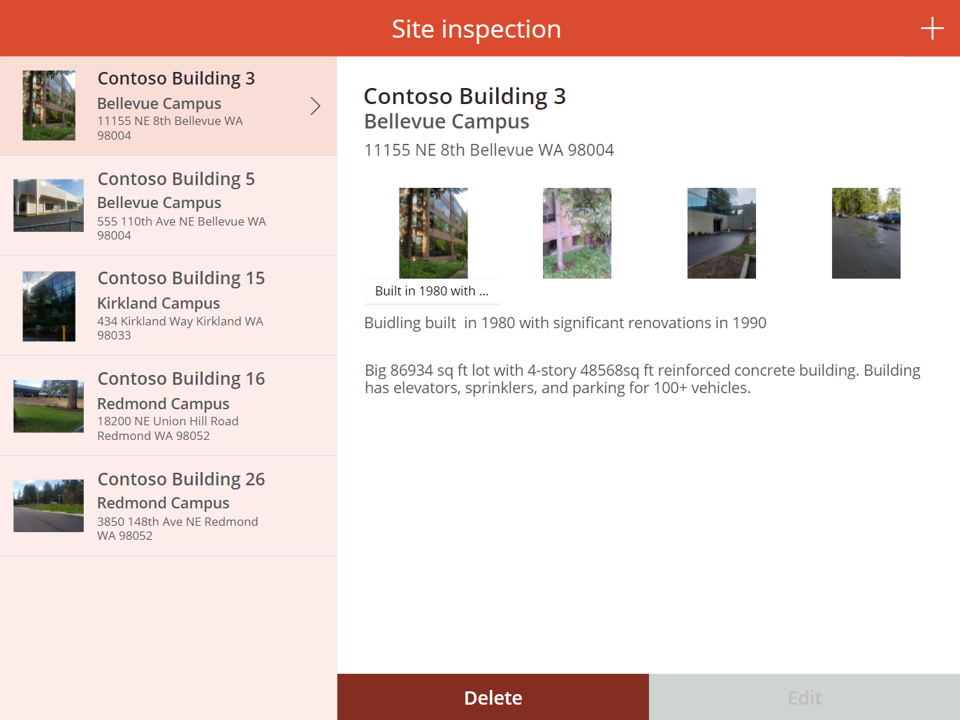 Site inspection
Contoso Building 3
Bellevue Campus
11155 NE 8th Bellevue WA
98004
Contoso Building 5
Bellevue Campus
555 110th Ave NE Bellevue WA
98004
Contoso Building 15
Kirkland Campus
434 Kirkland Way Kirkland WA
98033
Contoso Building 16
Redmond Campus
18200 NE Union Hill Road
Redmond WA 98052
Contoso Building 26
Redmond Campus
3850 148th Ave NE Redmond
WA 98052
Contoso Building 3
Bellevue Campus
11155 NE 8th Bellevue WA 98004
Built in 1980 with ...
Buidling built  in 1980 with significant renovations in 1990
Big 86934 sq ft lot with 4-story 48568sq ft reinforced concrete building. Building
has elevators, sprinklers, and parking for 100+ vehicles.
Delete
Edit